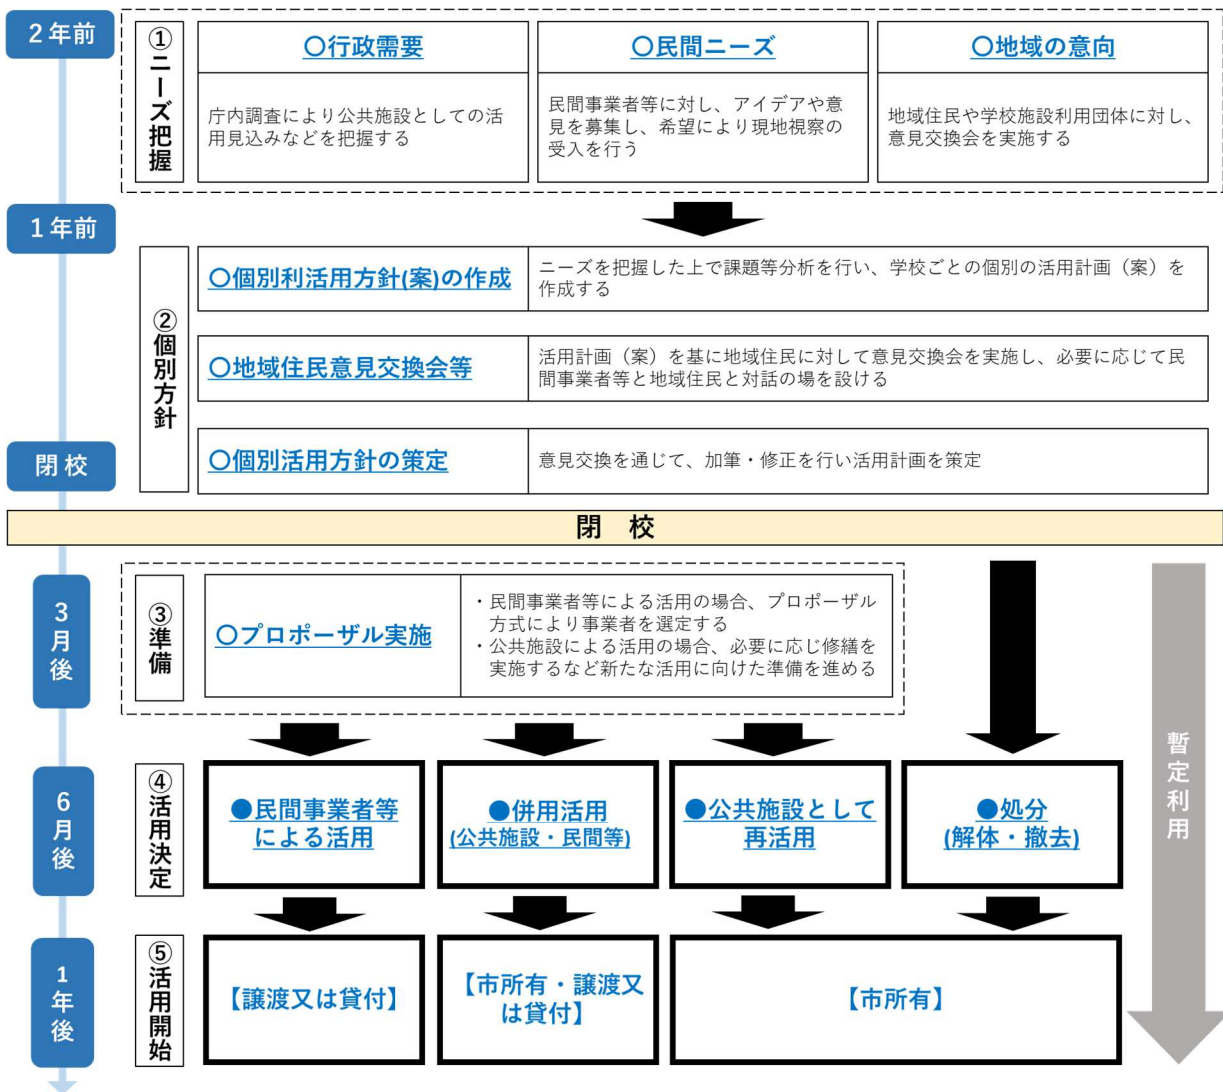 2年前
①ニーズ把握
〇行政需要
庁内調査により公共施設としての活
用見込みなどを把握する
〇民間ニーズ
民間事業者等に対し、アイデアや意
見を募集し、希望により現地視察の
受入を行う
〇地域の意向
地域住民や学校施設利用団体に対し、
意見交換会を実施する
1年前
②個別方針
〇個別利活用方針(案)の作成
ニーズを把握した上で課題等分析を行い、学校ごとの個別の活用計画（案）を
作成する
〇地域住民意見交換会等
活用計画（案）を基に地域住民に対して意見交換会を実施し、必要に応じて民
間事業者等と地域住民と対話の場を設ける
閉校
〇個別活用方針の策定
意見交換を通じて、加筆・修正を行い活用計画を策定
閉 校
3月後
③準備
〇プロポーザル実施
・民間事業者等による活用の場合、プロポーザル
方式により事業者を選定する
・公共施設による活用の場合、必要に応じ修繕を
実施するなど新たな活用に向けた準備を進める
暫定利用
6月後
④活用決定
●民間事業者等
による活用
●併用活用
(公共施設・民間等)
●公共施設として
再活用
●処分
(解体・撤去)
1年後
⑤活用開始
【譲渡又は貸付】
【市所有・譲渡又
は貸付】
【市所有】